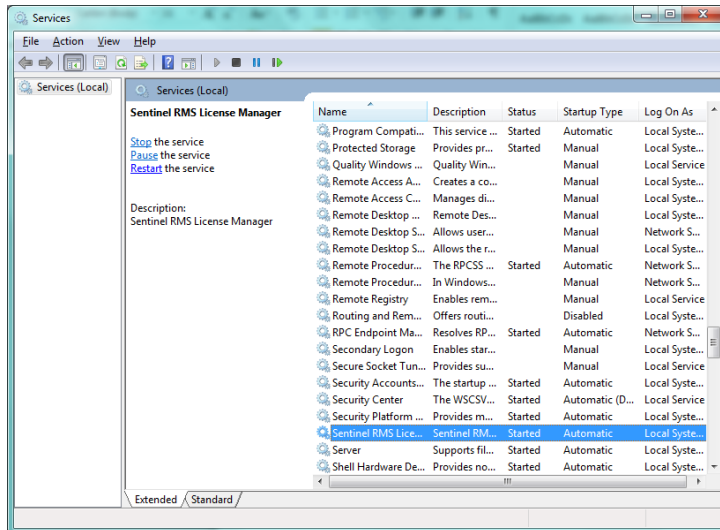 Services
File Action View Help
Services (Local)
Services (Local)
Sentinel RMS License Manager
Stop the service
Pause the service
Restart the service
Description:
Sentinel RMS License Manager
Name Description Status Startup Type Log On As
Program Compati... This service ... Started Automatic Local Syste...
Protected Storage Provides pr... Started Manual Local Syste...
Quality Windows ... Quality Win... Manual Local Service
Remote Access A... Creates a co... Manual Local Syste...
Remote Access C... Manages di... Manual Local Syste...
Remote Desktop ... Remote Des... Manual Local Syste...
Remote Desktop S... Allows user... Manual Network S...
Remote Desktop S... Allows the r... Manual Local Syste...
Remote Procedur... The RPCSS ... Started Automatic Network S...
Remote Procedur... In Windows... Manual Network S...
Remote Registry Enables rem... Manual Local Service
Routing and Rem... Offers routi... Disabled Local Syste...
RPC Endpoint Ma... Resolves RP... Started Automatic Network S...
Secondary Logon Enables star... Manual Local Syste...
Secure Socket Tun... Provides su... Manual Local Service
Security Accounts... The startup ... Started Automatic Local Syste...
Security Center The WSCSV... Started Automatic (D... Local Service
Security Platform ... Provides m... Started Automatic Local Syste...
Sentinel RMS Lice... Sentinel RM... Started Automatic Local Syste...
Server Supports fil... Started Automatic Local Syste...
Shell Hardware De... Provides no... Started Automatic Local Syste...
Extended Standard